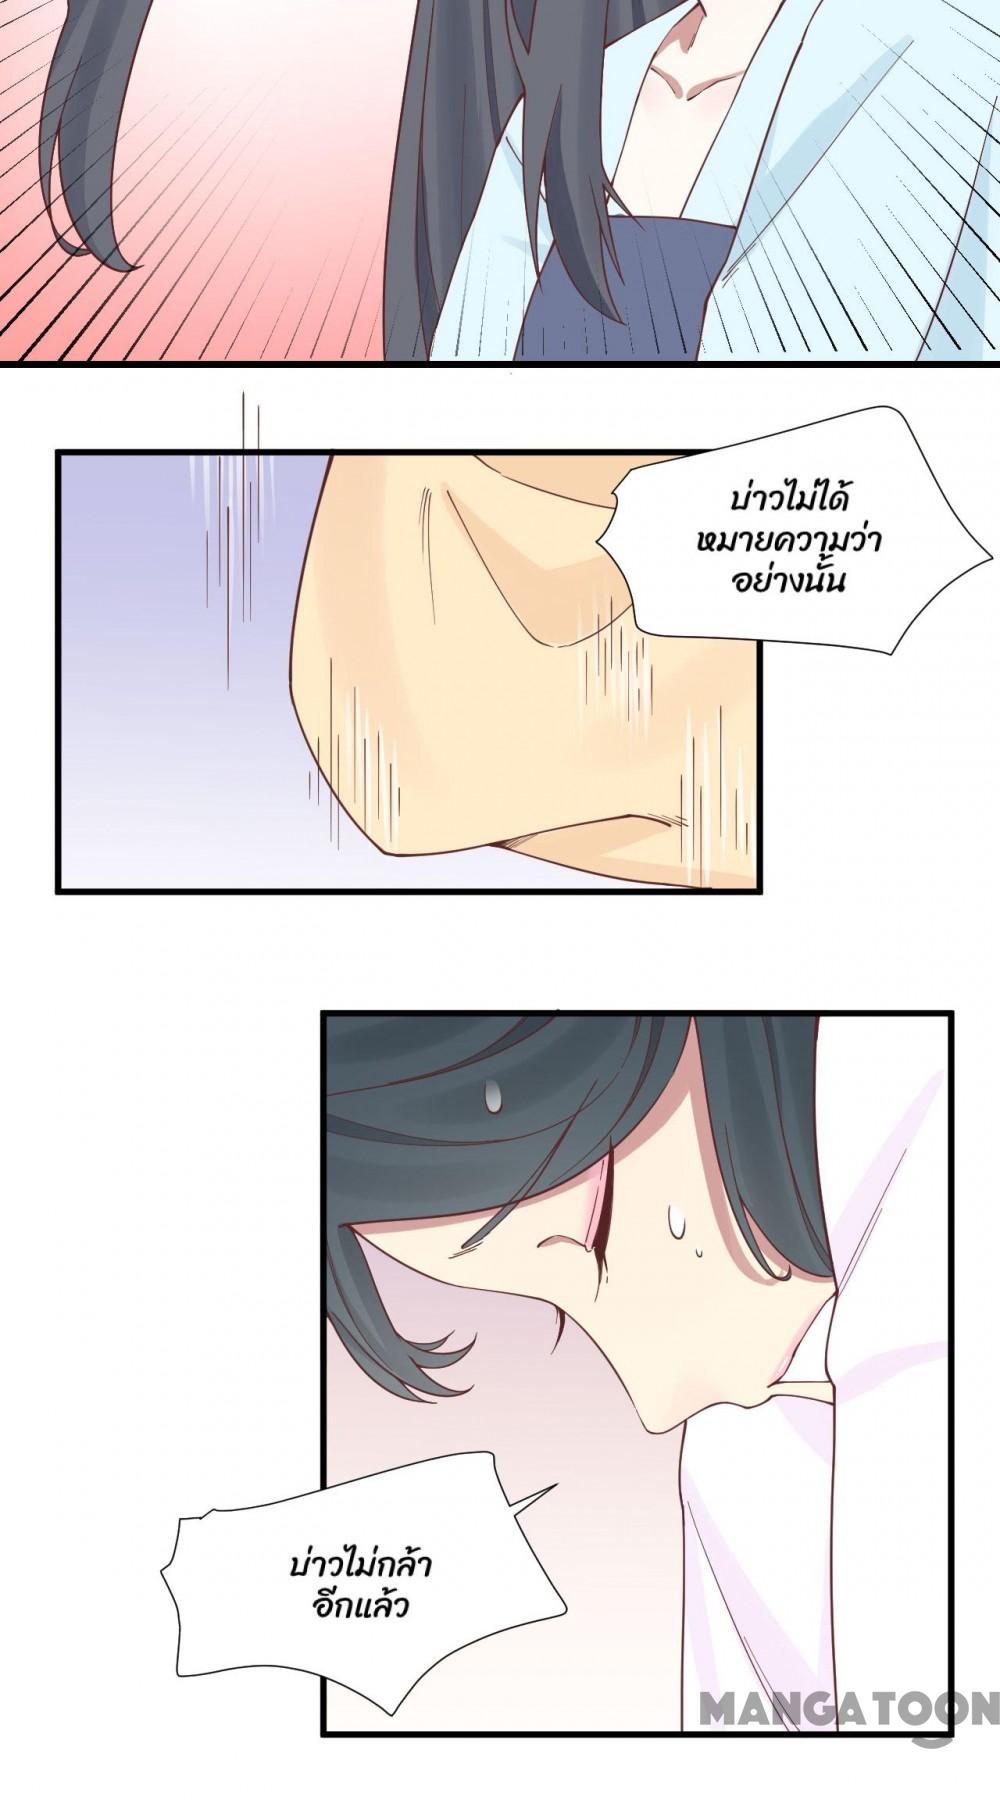 บ่าวไม่ได้
หมายความว่า
อย่างนั้น
บ่าวไม่กล้า
อีกแล้ว
MANGATOON